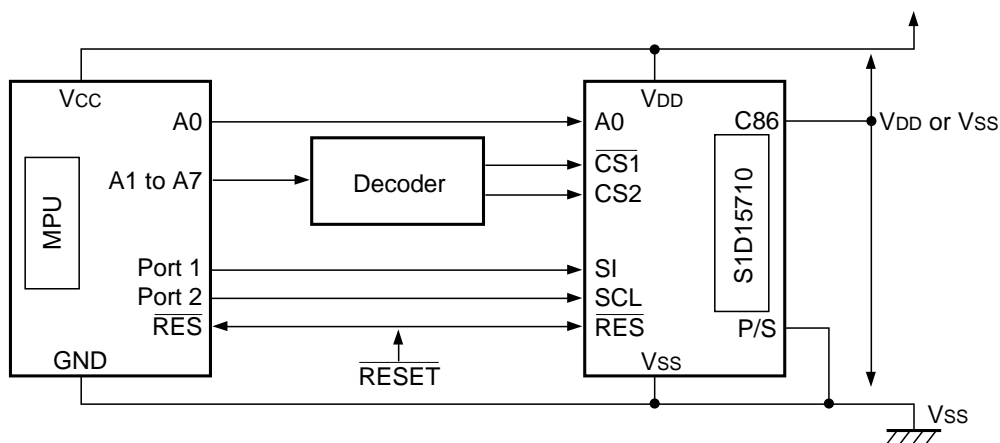 VCC
VDD
A0
A0
C86
VDD or VSS
CS1
A1 to A7
Decoder
CS2
MPU
S1D15710
Port 1
SI
Port 2
SCL
RES
RES
P/S
GND
RESET
VSS
VSS